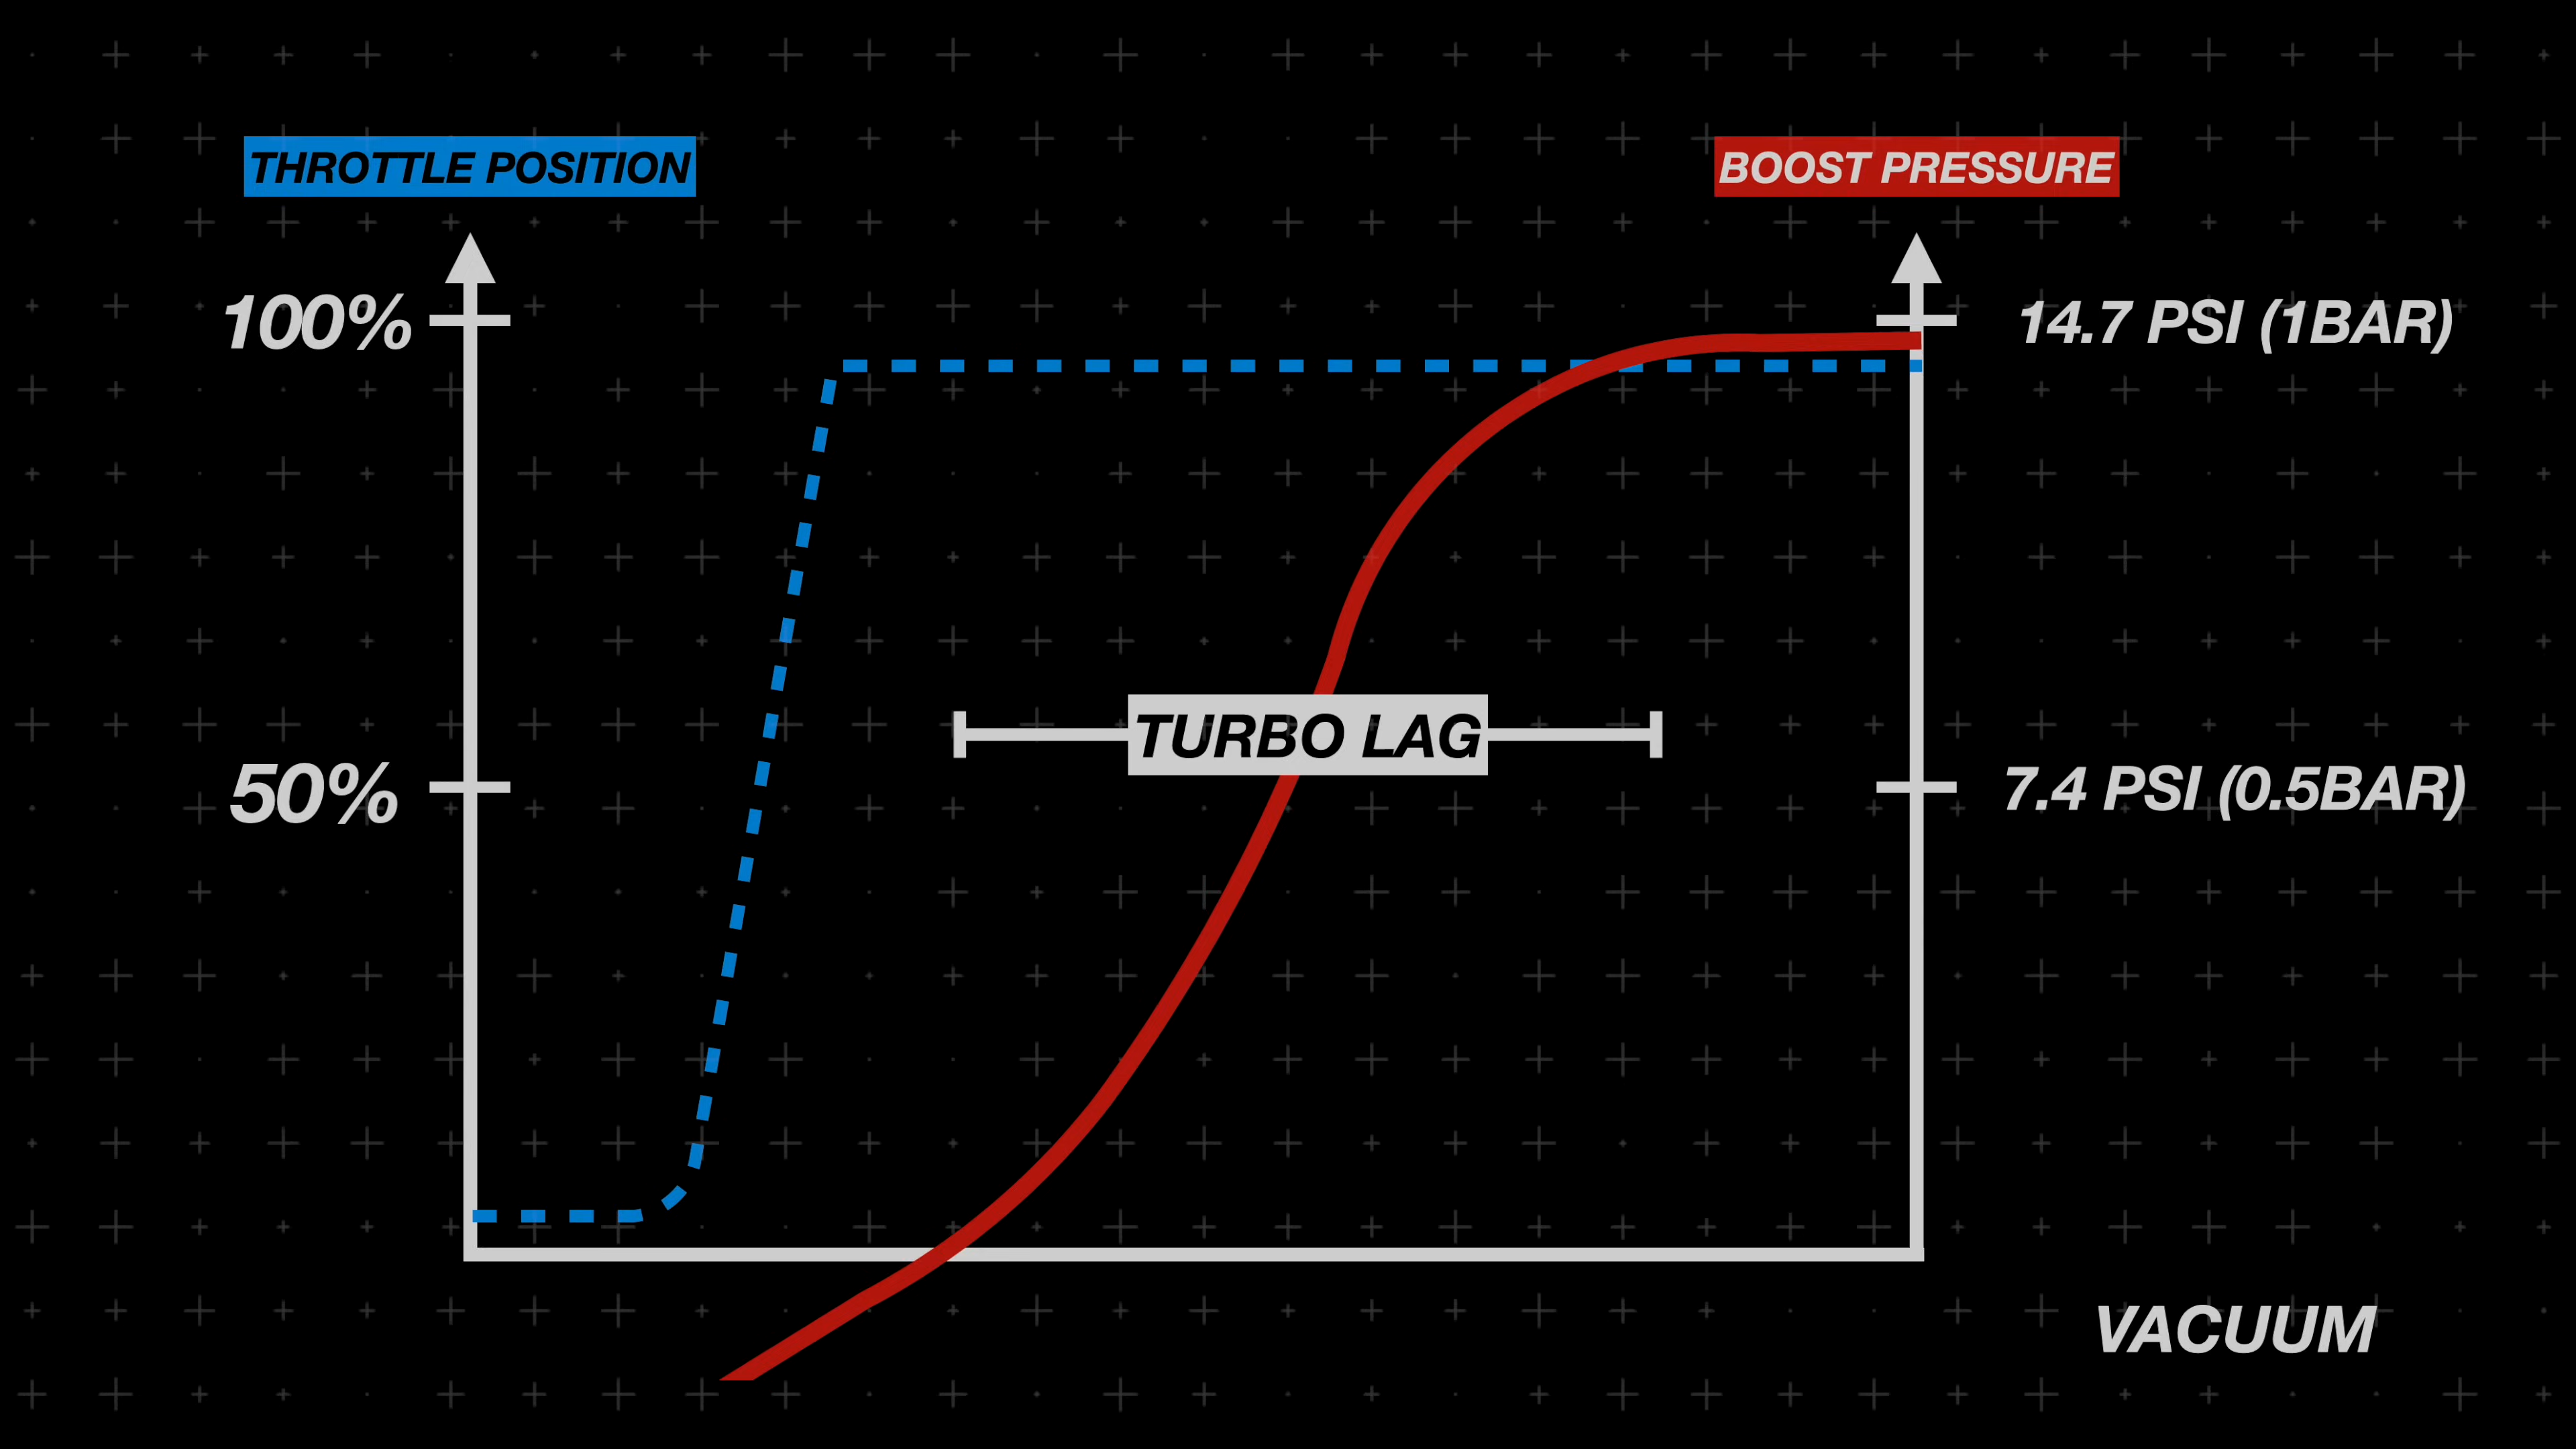 THROTTLE POSITION
BOOST PRESSURE
100%
14.7 PSI (1BAR)
TURBO LAG
50%
7.4 PSI (0.5BAR)
VACUUM